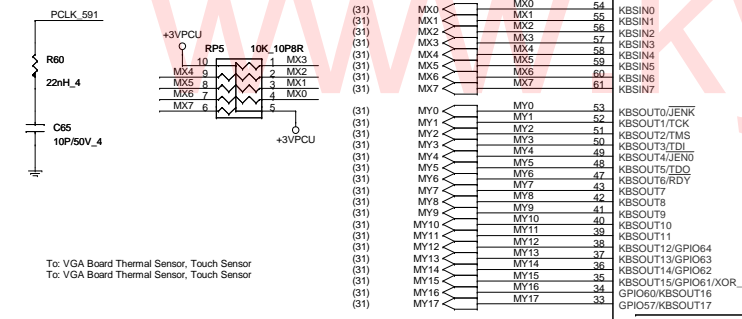 PCLK_591
R60
22nH_4
C65
10P/50V_4
+3VPCU
RP5 10K_10P8R
10 1 MX3
MX4 9 2 MX2
MX5 8 3 MX1
MX6 7 4 MX0
MX7 6 5
+3VPCU
To: VGA Board Thermal Sensor, Touch Sensor
To: VGA Board Thermal Sensor, Touch Sensor
(31) MX0 MX0 54 KBSIN0
(31) MX1 MX1 55 KBSIN1
(31) MX2 MX2 56 KBSIN2
(31) MX3 MX3 57 KBSIN3
(31) MX4 MX4 58 KBSIN4
(31) MX5 MX5 59 KBSIN5
(31) MX6 MX6 60 KBSIN6
(31) MX7 MX7 61 KBSIN7
(31) MY0 MY0 53 KBSOUT0/JENK
(31) MY1 MY1 52 KBSOUT1/TCK
(31) MY2 MY2 51 KBSOUT2/TMS
(31) MY3 MY3 50 KBSOUT3/TDI
(31) MY4 MY4 49 KBSOUT4/JEN0
(31) MY5 MY5 48 KBSOUT5/TDO
(31) MY6 MY6 47 KBSOUT6/RDY
(31) MY7 MY7 43 KBSOUT7
(31) MY8 MY8 42 KBSOUT8
(31) MY9 MY9 41 KBSOUT9
(31) MY10 MY10 40 KBSOUT10
(31) MY11 MY11 39 KBSOUT11
(31) MY12 MY12 38 KBSOUT12/GPIO64
(31) MY13 MY13 37 KBSOUT13/GPIO63
(31) MY14 MY14 36 KBSOUT14/GPIO62
(31) MY15 MY15 35 KBSOUT15/GPIO61/XOR_
(31) MY16 MY16 34 GPIO60/KBSOUT16
(31) MY17 MY17 33 GPIO57/KBSOUT17